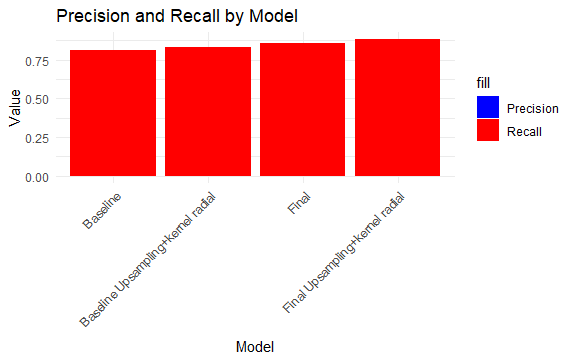 Precision and Recall by Model
Value
0.75
0.50
0.25
0.00
Baseline
Baseline Upsampling+kernel radial
Final
Final Upsampling+kernel radial
Model
fill
Precision
Recall